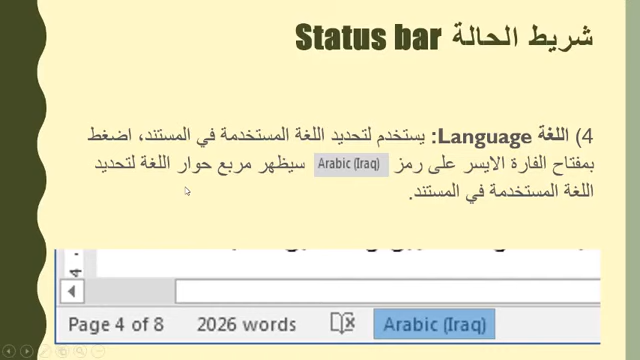 شريط الحالة Status bar
4) اللغة Language: يستخدم لتحديد اللغة المستخدمة في المستند، اضغط
بمفتاح الفارة الايسر على رمز Arabic (Iraq) سيظهر مربع حوار اللغة لتحديد
اللغة المستخدمة في المستند.
Page 4 of 8 2026 words Arabic (Iraq)